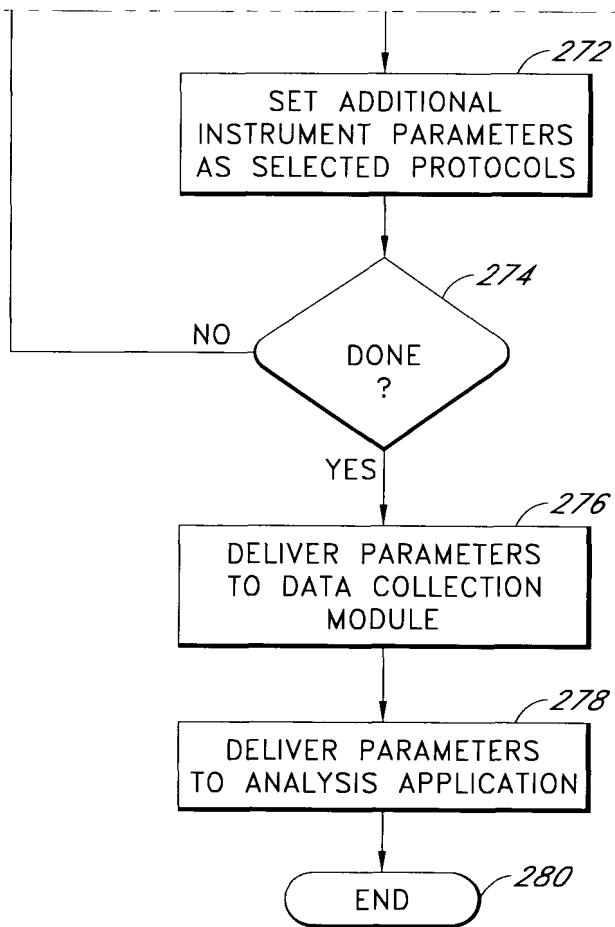 272
SET ADDITIONAL
INSTRUMENT PARAMETERS
AS SELECTED PROTOCOLS
274
NO
DONE
?
YES
276
DELIVER PARAMETERS
TO DATA COLLECTION
MODULE
278
DELIVER PARAMETERS
TO ANALYSIS APPLICATION
END
280